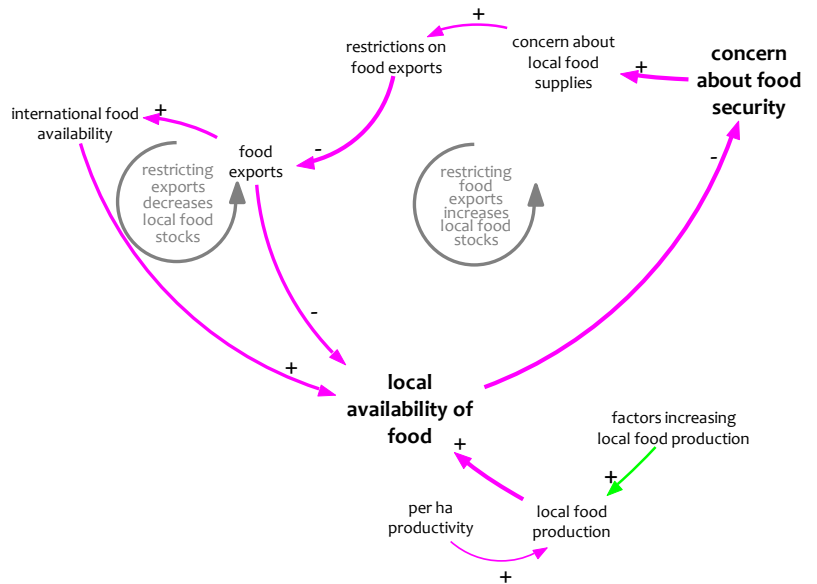 +
restrictions on
food exports
concern about
local food
supplies
+
concern
about food
security
international food
availability
+
food
exports
-
-
restricting
exports
decreases
local food
stocks
restricting
food
exports
increases
local food
stocks
-
+
local
availability of
food
+
factors increasing
local food production
+
per ha
productivity
local food
production
+